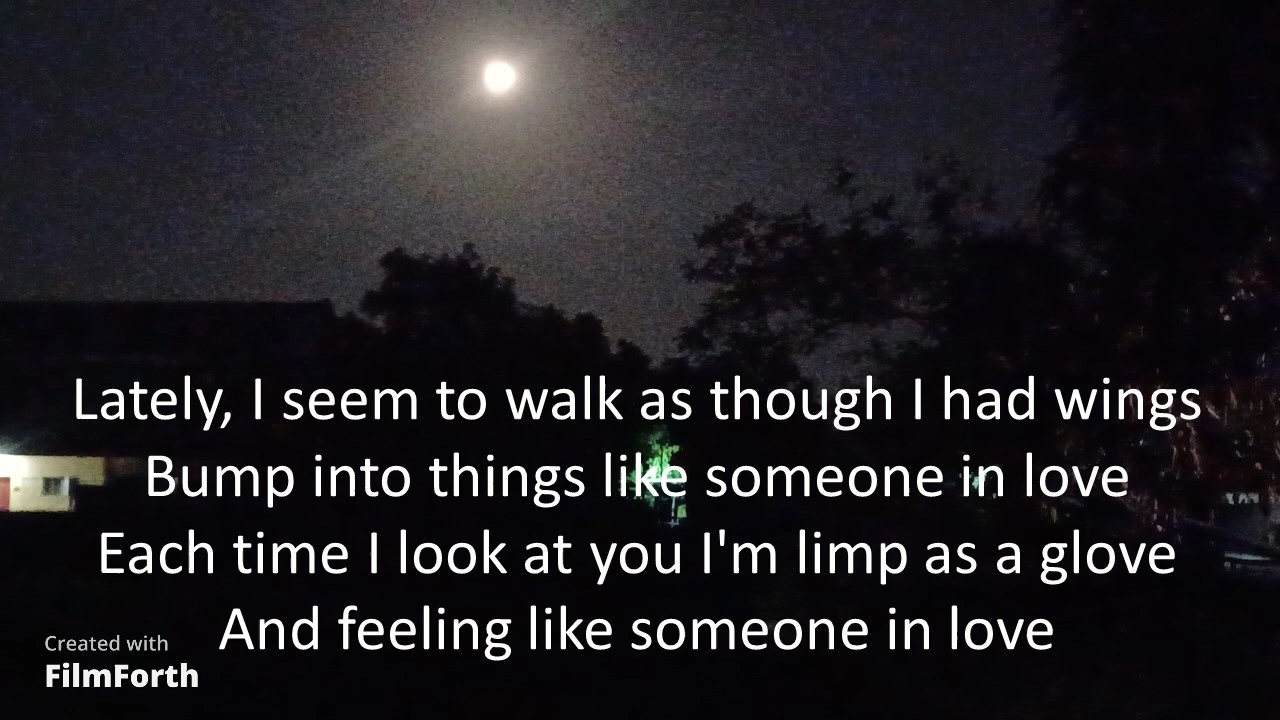 Lately, I seem to walk as though I had wings
Bump into things like someone in love
Each time I look at you I'm limp as a glove
And feeling like someone in love
Created with
FilmForth